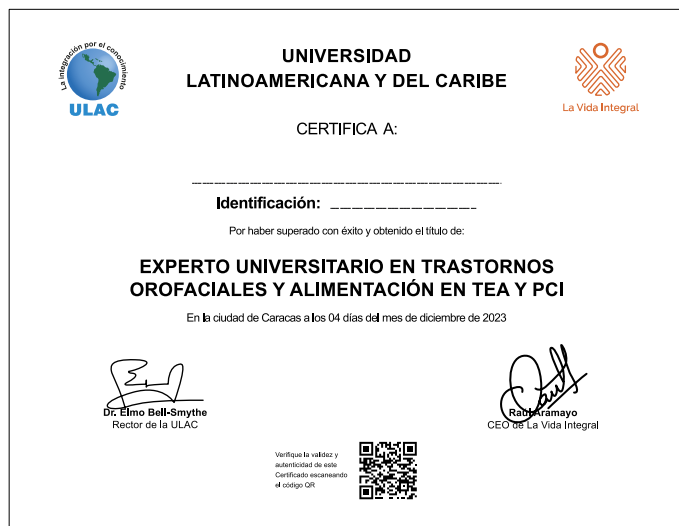 La integración por el conocimiento
ULAC
UNIVERSIDAD
LATINOAMERICANA Y DEL CARIBE
La Vida Integral
CERTIFICA A:
Identificación:
Por haber superado con éxito y obtenido el título de:
EXPERTO UNIVERSITARIO EN TRASTORNOS
OROFACIALES Y ALIMENTACIÓN EN TEA Y PCI
En la ciudad de Caracas a los 04 días del mes de diciembre de 2023
Dr. Elmo Bell-Smythe
Rector de la ULAC
Raúl Aramayo
CEO de La Vida Integral
Verifique la validez y
autenticidad de este
Certificado escaneando
el código QR